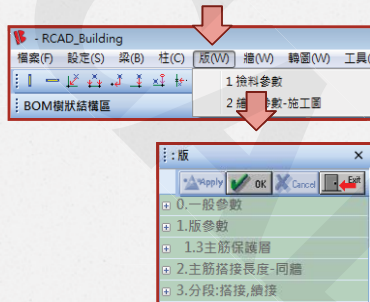 - RCAD_Building
檔案(F) 設定(S) 梁(B) 柱(C) 版(W) 牆(W) 轉圖(W) 工具(
1 撿料參數
BOM樹狀結構區
2 參數-施工圖
:版 ×
Apply OK Cancel Exit
0.一般參數
1.版參數
1.3主筋保護層
2.主筋搭接長度-同牆
3.分段:搭接,續接